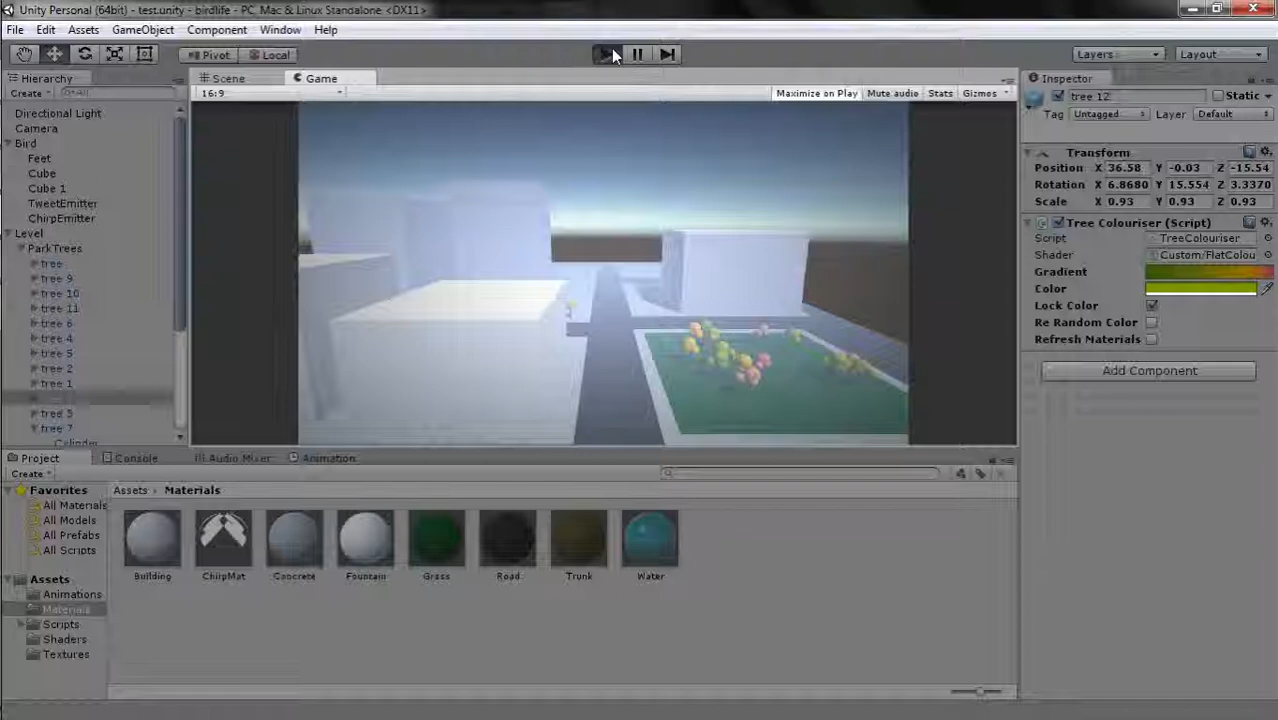 Unity Personal (64bit) - test.unity - birdlife - PC, Mac & Linux Standalone <DX11>
File Edit Assets GameObject Component Window Help
Pivot Local Layers Layout
Hierarchy
Create All
Directional Light
Camera
Bird
Feet
Cube
Cube 1
TweetEmitter
ChirpEmitter
Level
ParkTrees
tree
tree 9
tree 10
tree 11
tree 6
tree 4
tree 5
tree 2
tree 1
tree 3
tree 7
Cylinder
Scene Game
16:9 Maximize on Play Mute audio Stats Gizmos
Inspector
tree 12 Static
Tag Untagged Layer Default
Transform
Position X 36.58 Y -0.03 Z -15.54
Rotation X 6.8680 Y 15.554 Z 3.3370
Scale X 0.93 Y 0.93 Z 0.93
Tree Colouriser (Script)
Script TreeColouriser
Shader Custom/FlatColou
Gradient
Color
Lock Color
Re Random Color
Refresh Materials
Add Component
Project Console Audio Mixer Animation
Create
Favorites
All Materials
All Models
All Prefabs
All Scripts
Assets
Animations
Materials
Scripts
Shaders
Textures
Assets Materials
Building ChirpMat Concrete Fountain Grass Road Trunk Water